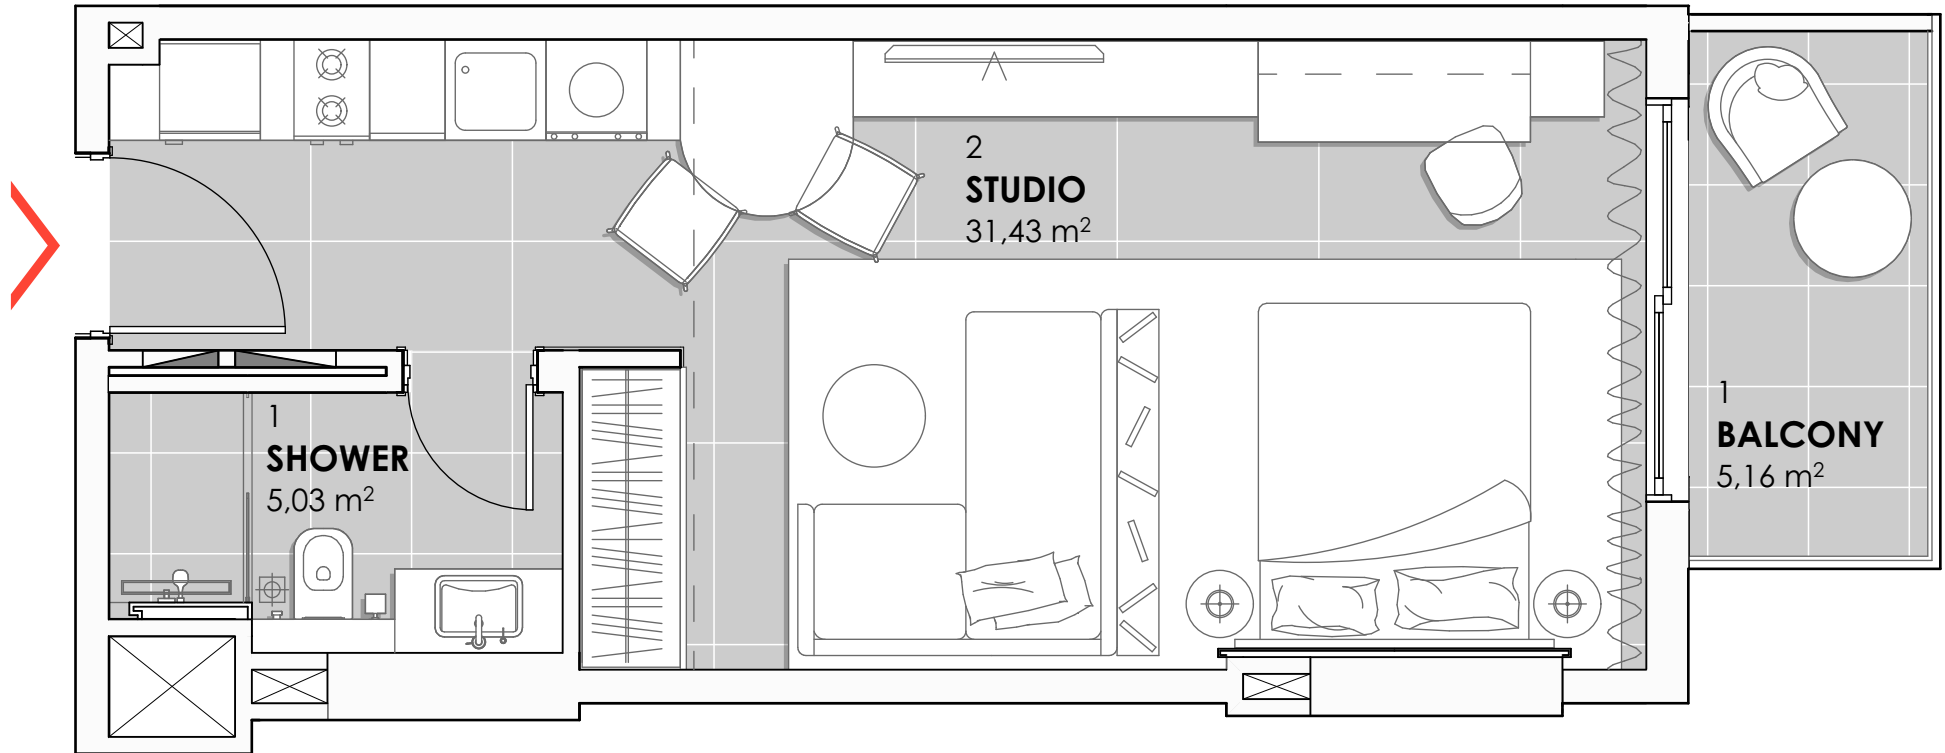 2
STUDIO
31,43 m²
1
SHOWER
5,03 m²
1
BALCONY
5,16 m²